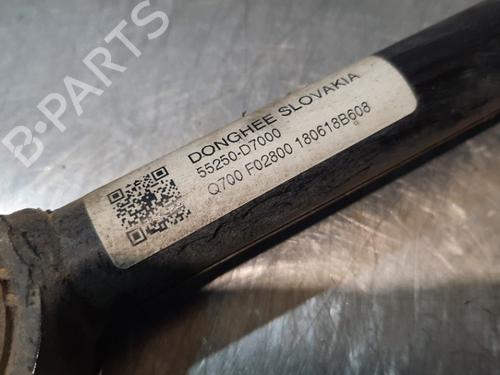 B-PARTS
DONGHEE SLOVAKIA
55250-D7000
Q700 F02800 180618B608